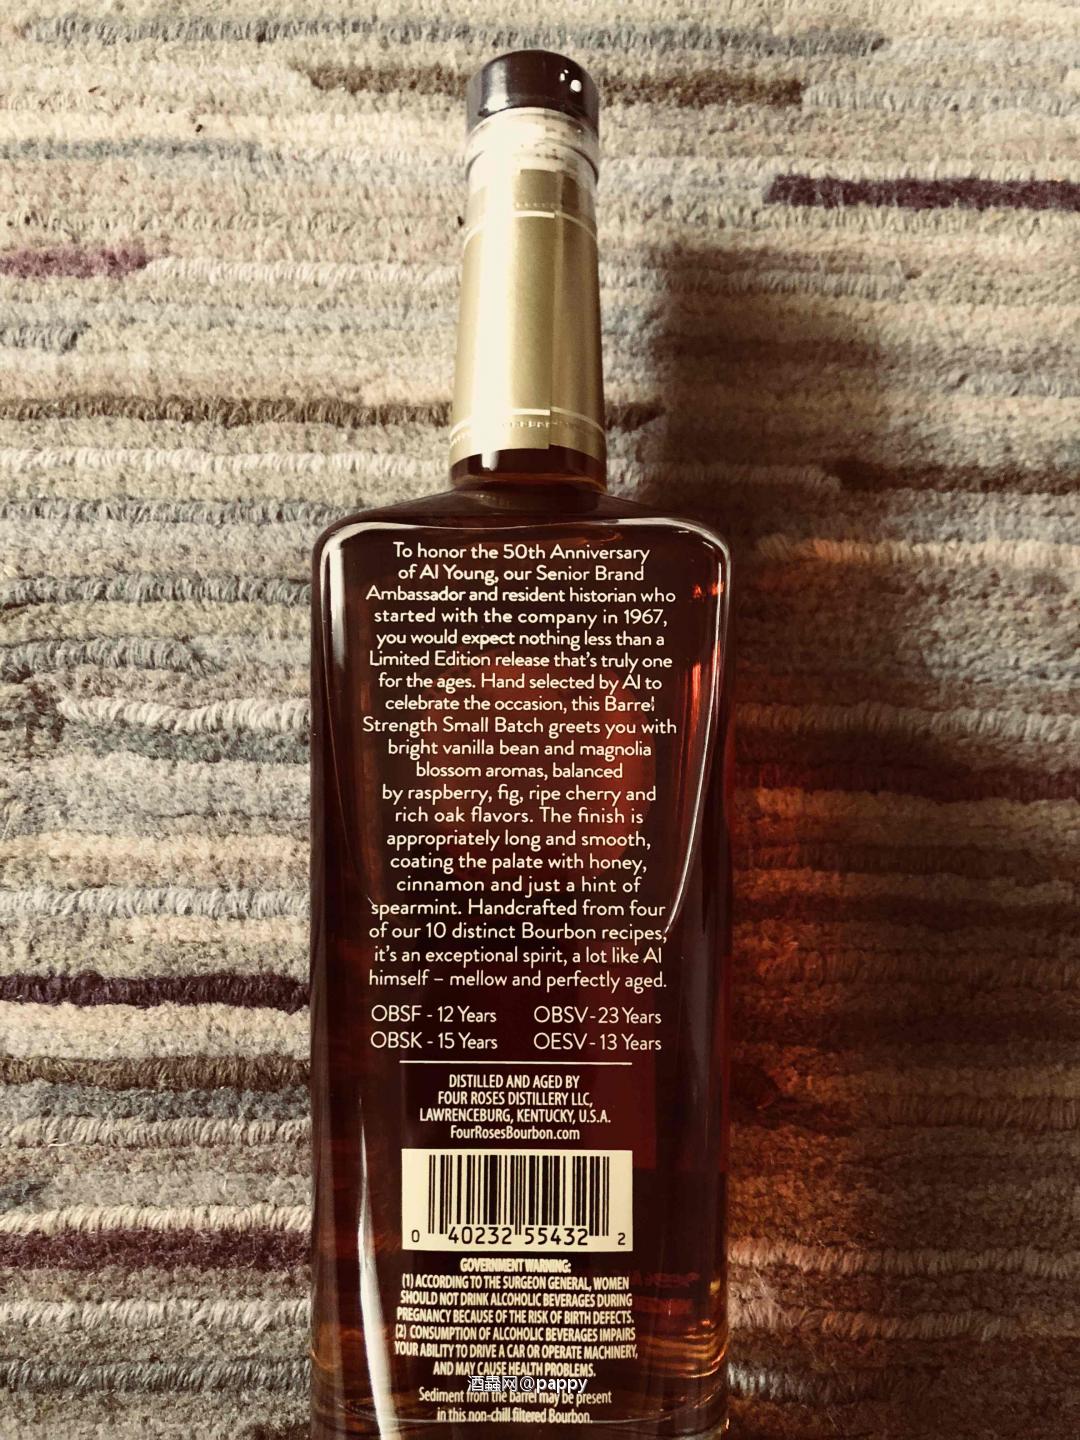 To honor the 50th Anniversary
of Al Young, our Senior Brand
Ambassador and resident historian who
started with the company in 1967,
you would expect nothing less than a
Limited Edition release that's truly one
for the ages. Hand selected by Al to
celebrate the occasion, this Barrel
Strength Small Batch greets you with
bright vanilla bean and magnolia
blossom aromas, balanced
by raspberry, fig, ripe cherry and
rich oak flavors. The finish is
appropriately long and smooth,
coating the palate with honey,
cinnamon and just a hint of
spearmint. Handcrafted from four
of our 10 distinct Bourbon recipes,
it's an exceptional spirit, a lot like Al
himself – mellow and perfectly aged.
OBSF - 12 Years OBSV - 23 Years
OBSK - 15 Years OESV - 13 Years
DISTILLED AND AGED BY
FOUR ROSES DISTILLERY LLC,
LAWRENCEBURG, KENTUCKY, U.S.A.
FourRosesBourbon.com
0 40232 55432 2
GOVERNMENT WARNING:
(1) ACCORDING TO THE SURGEON GENERAL, WOMEN
SHOULD NOT DRINK ALCOHOLIC BEVERAGES DURING
PREGNANCY BECAUSE OF THE RISK OF BIRTH DEFECTS.
(2) CONSUMPTION OF ALCOHOLIC BEVERAGES IMPAIRS
YOUR ABILITY TO DRIVE A CAR OR OPERATE MACHINERY,
AND MAY CAUSE HEALTH PROBLEMS.
酒蟲网@pappy
Sediment from the barrel may be present
in this non-chill filtered Bourbon.